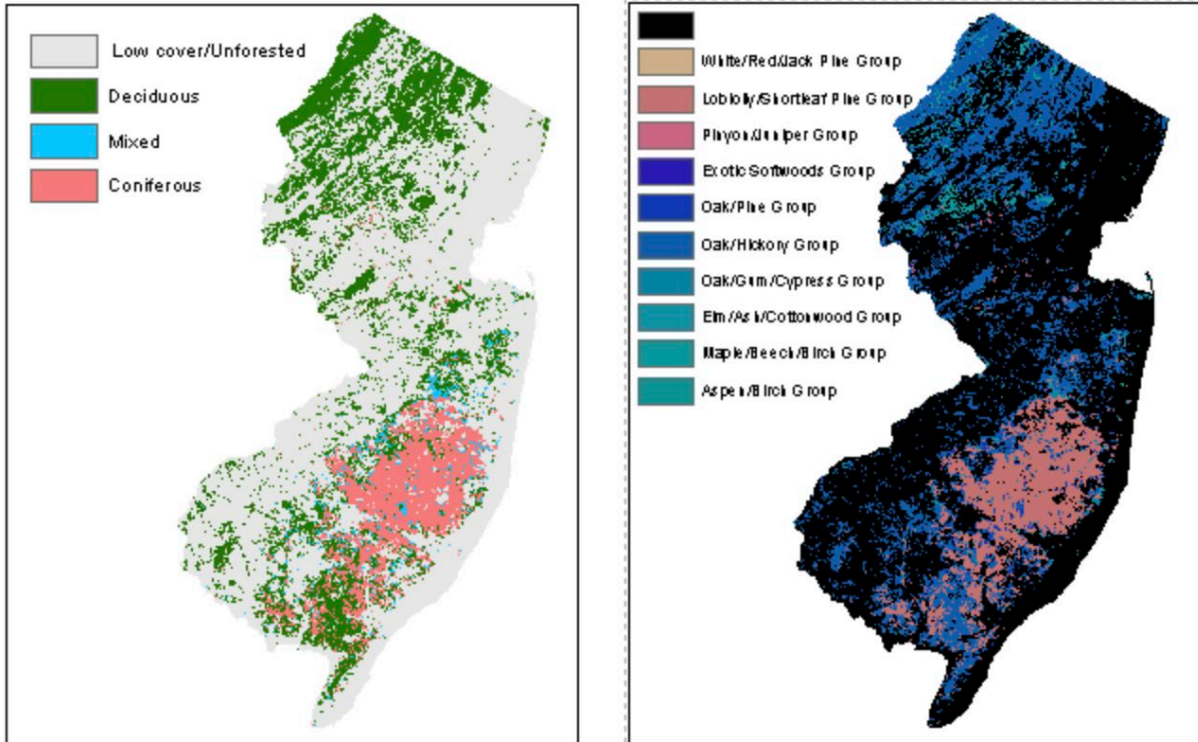 Low cover/Unforested
Deciduous
Mixed
Coniferous
White/Red/Jack Pine Group
Loblolly/Shortleaf Pine Group
Pinyon/Juniper Group
Exotic Softwoods Group
Oak/Pine Group
Oak/Hickory Group
Oak/Gum/Cypress Group
Elm/Ash/Cottonwood Group
Maple/Beech/Birch Group
Aspen/Birch Group